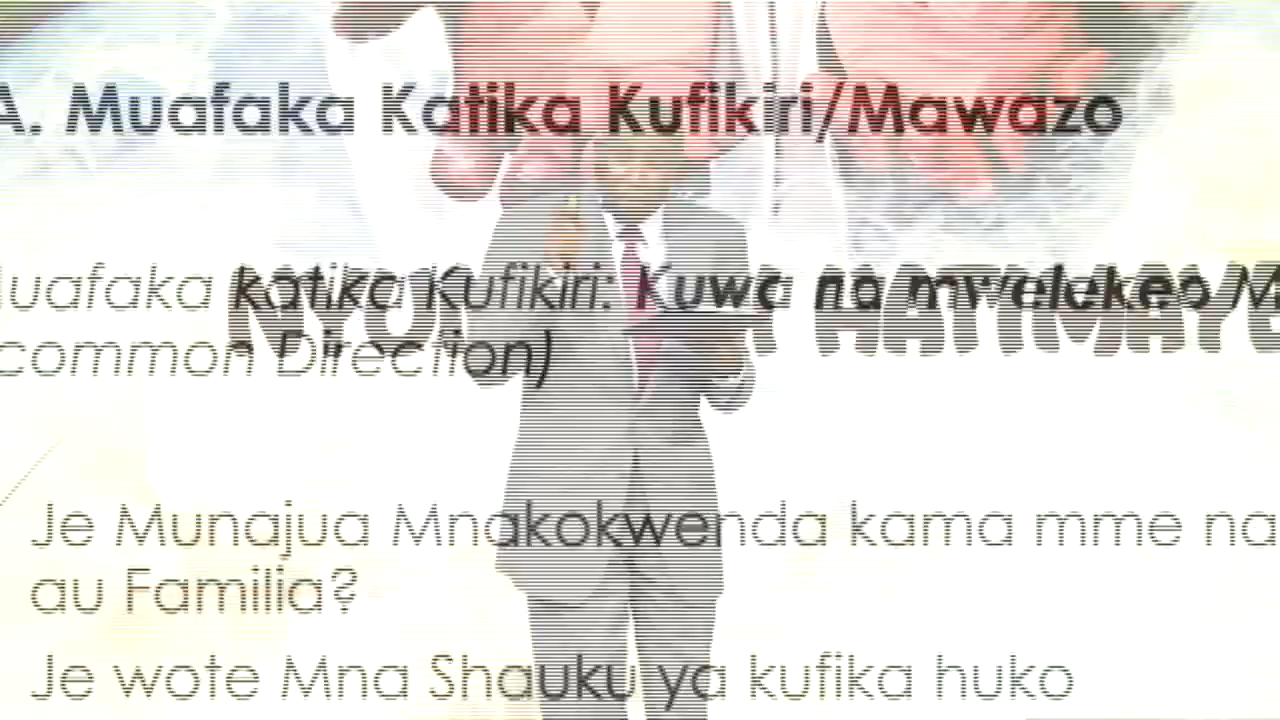 A. Muafaka Katika Kufikiri/Mawazo
katika Kufikiri: Kuwa na mwelekeo
common Direction)
Je Munajua Mnakokwenda kama mme na
au Familia?
Je wote Mna Shauku ya kufika huko